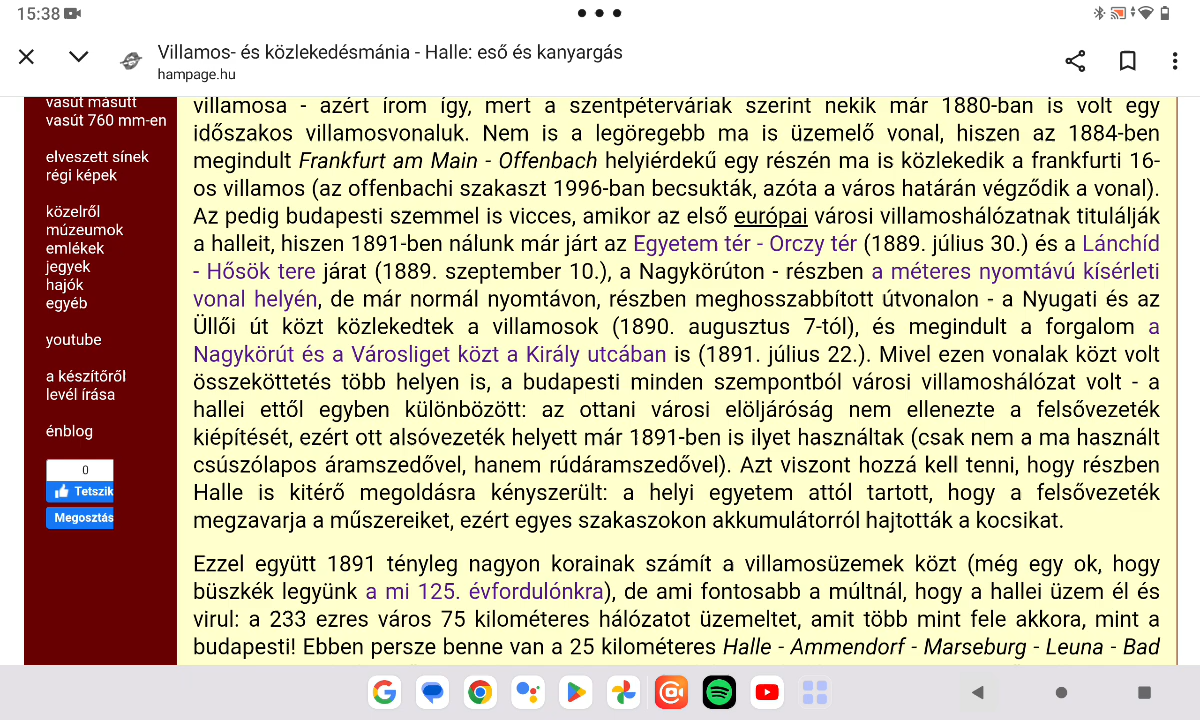 15:38
Villamos- és közlekedésmánia - Halle: eső és kanyargás
hampage.hu
vasút másutt
vasút 760 mm-en
elveszett sínek
régi képek
közelről
múzeumok
emlékek
jegyek
hajók
egyéb
youtube
a készítőről
levél írása
énblog
0
Tetszik
Megosztás
villamosa - azért írom így, mert a szentpéterváriak szerint nekik már 1880-ban is volt egy
időszakos villamosvonaluk. Nem is a legöregebb ma is üzemelő vonal, hiszen az 1884-ben
megindult Frankfurt am Main - Offenbach helyiérdekű egy részén ma is közlekedik a frankfurti 16-
os villamos (az offenbachi szakaszt 1996-ban becsukták, azóta a város határán végződik a vonal).
Az pedig budapesti szemmel is vicces, amikor az első európai városi villamoshálózatnak titulálják
a halleit, hiszen 1891-ben nálunk már járt az Egyetem tér - Orczy tér (1889. július 30.) és a Lánchíd
- Hősök tere járat (1889. szeptember 10.), a Nagykörúton - részben a méteres nyomtávú kísérleti
vonal helyén, de már normál nyomtávon, részben meghosszabbított útvonalon - a Nyugati és az
Üllői út közt közlekedtek a villamosok (1890. augusztus 7-tól), és megindult a forgalom a
Nagykörút és a Városliget közt a Király utcában is (1891. július 22.). Mivel ezen vonalak közt volt
összeköttetés több helyen is, a budapesti minden szempontból városi villamoshálózat volt - a
hallei ettől egyben különbözött: az ottani városi elöljáróság nem ellenezte a felsővezeték
kiépítését, ezért ott alsóvezeték helyett már 1891-ben is ilyet használtak (csak nem a ma használt
csúszólapos áramszedővel, hanem rúdáramszedővel). Azt viszont hozzá kell tenni, hogy részben
Halle is kitérő megoldásra kényszerült: a helyi egyetem attól tartott, hogy a felsővezeték
megzavarja a műszereiket, ezért egyes szakaszokon akkumulátorról hajtották a kocsikat.
Ezzel együtt 1891 tényleg nagyon korainak számít a villamosüzemek közt (még egy ok, hogy
büszkék legyünk a mi 125. évfordulónkra), de ami fontosabb a múltnál, hogy a hallei üzem él és
virul: a 233 ezres város 75 kilométeres hálózatot üzemeltet, amit több mint fele akkora, mint a
budapesti! Ebben persze benne van a 25 kilométeres Halle - Ammendorf - Marseburg - Leuna - Bad